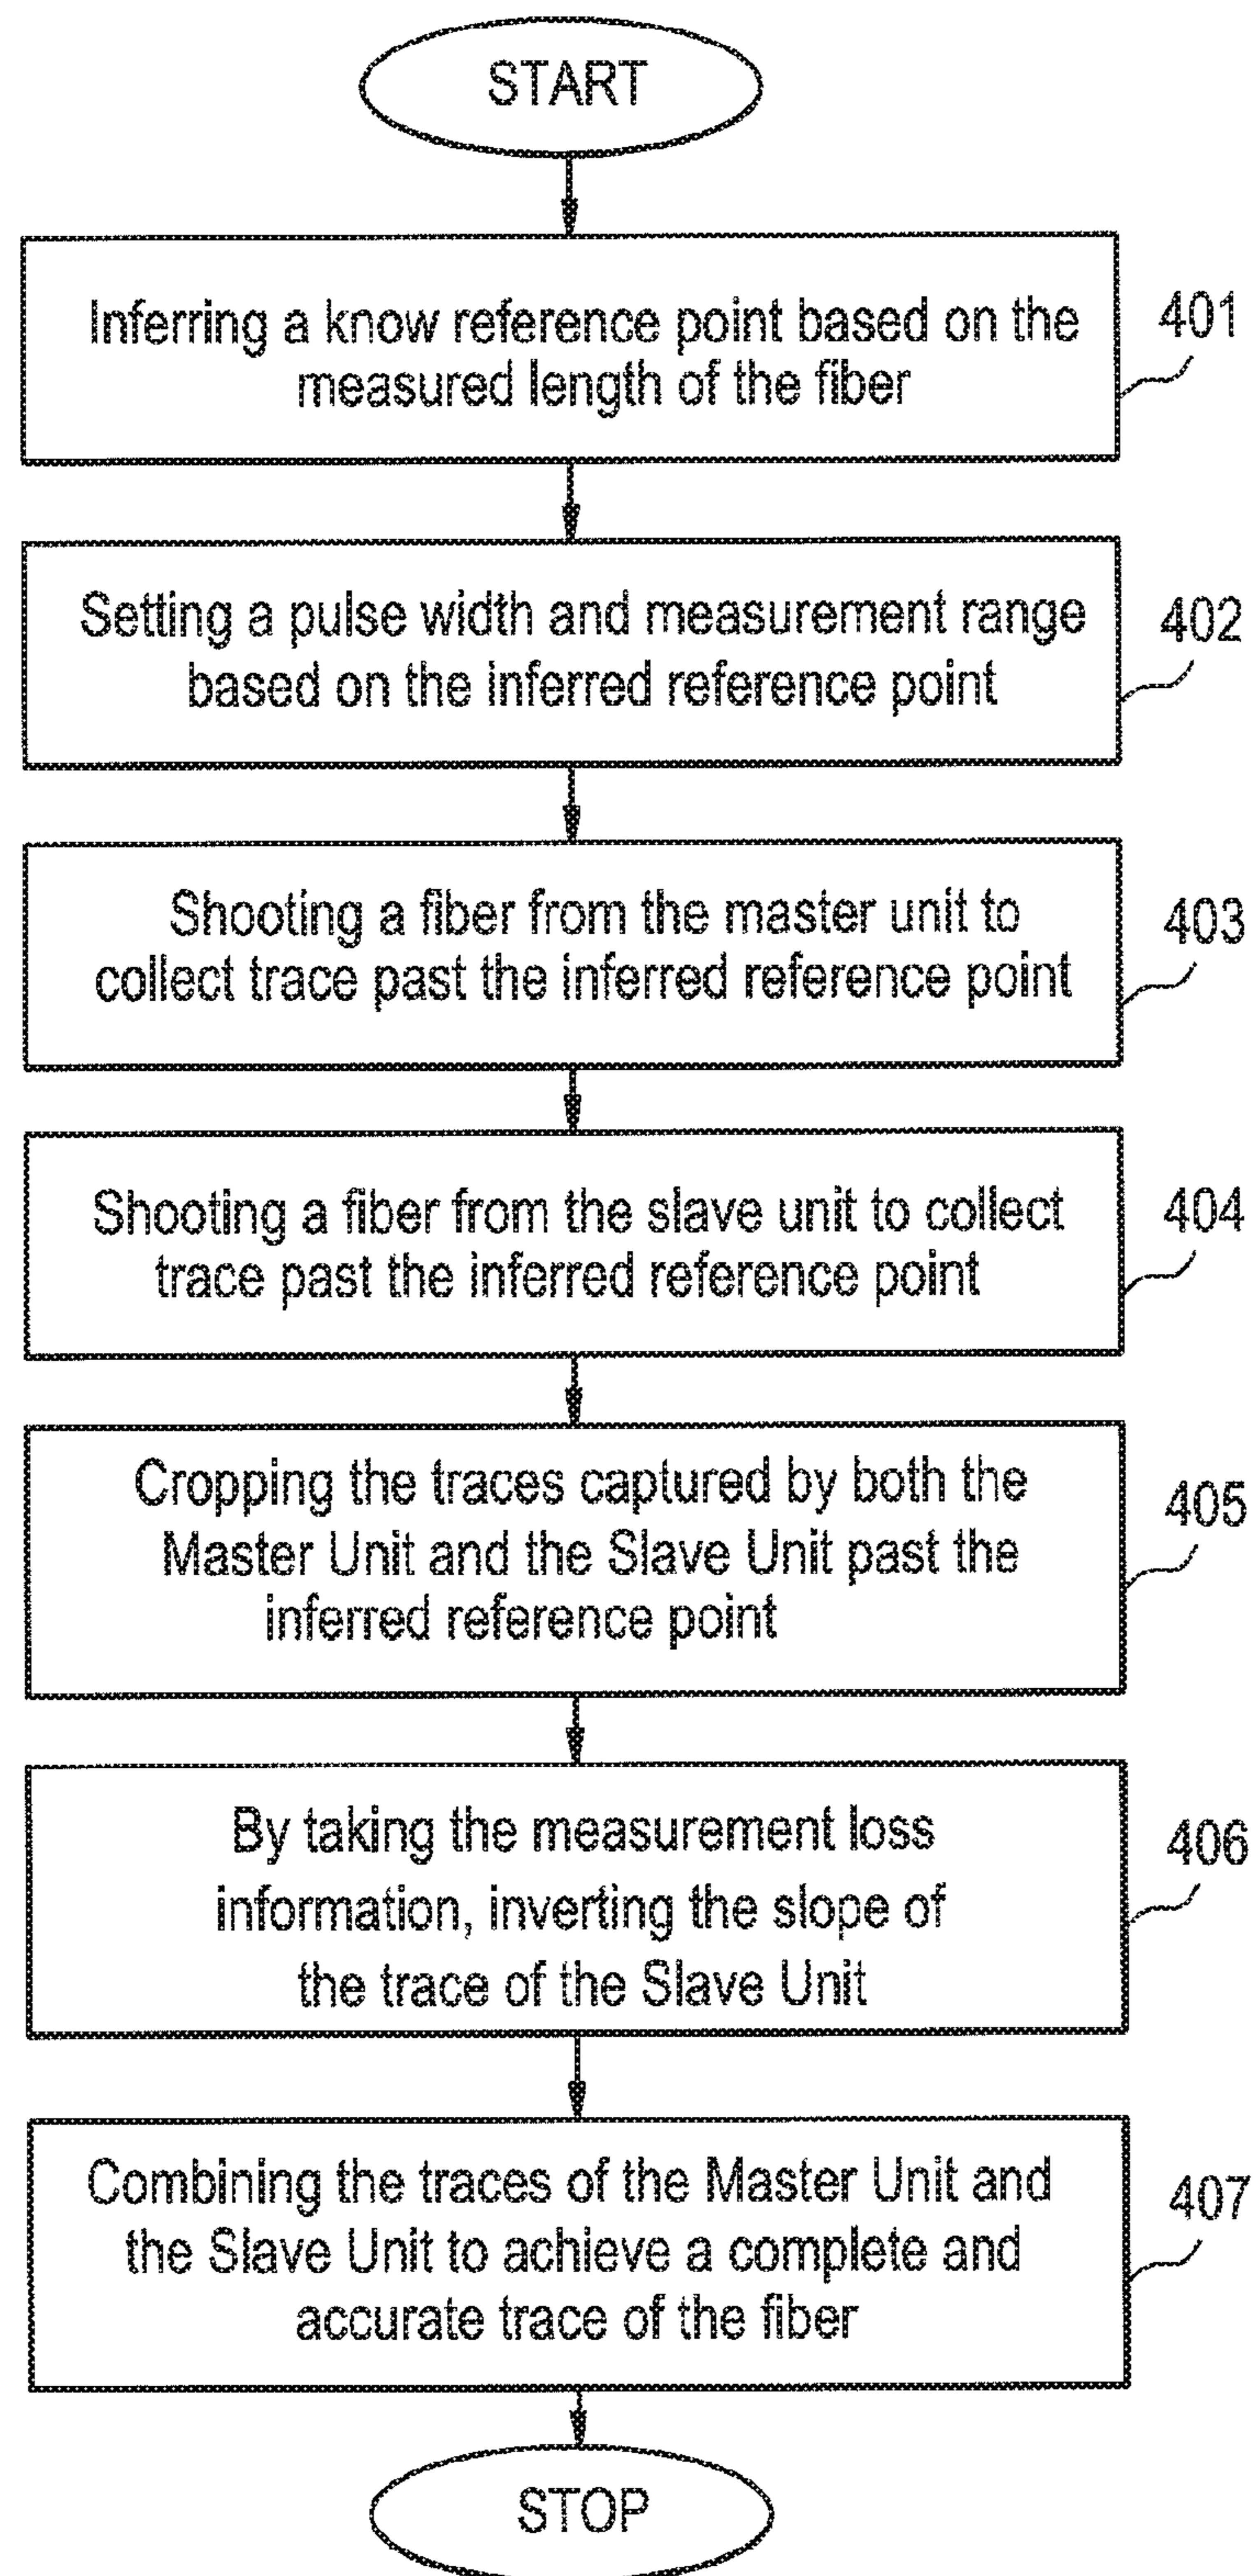 START
Inferring a know reference point based on the
measured length of the fiber
401
Setting a pulse width and measurement range
based on the inferred reference point
402
Shooting a fiber from the master unit to
collect trace past the inferred reference point
403
Shooting a fiber from the slave unit to collect
trace past the inferred reference point
404
Cropping the traces captured by both the
Master Unit and the Slave Unit past the
inferred reference point
405
By taking the measurement loss
information, inverting the slope of
the trace of the Slave Unit
406
Combining the traces of the Master Unit and
the Slave Unit to achieve a complete and
accurate trace of the fiber
407
STOP